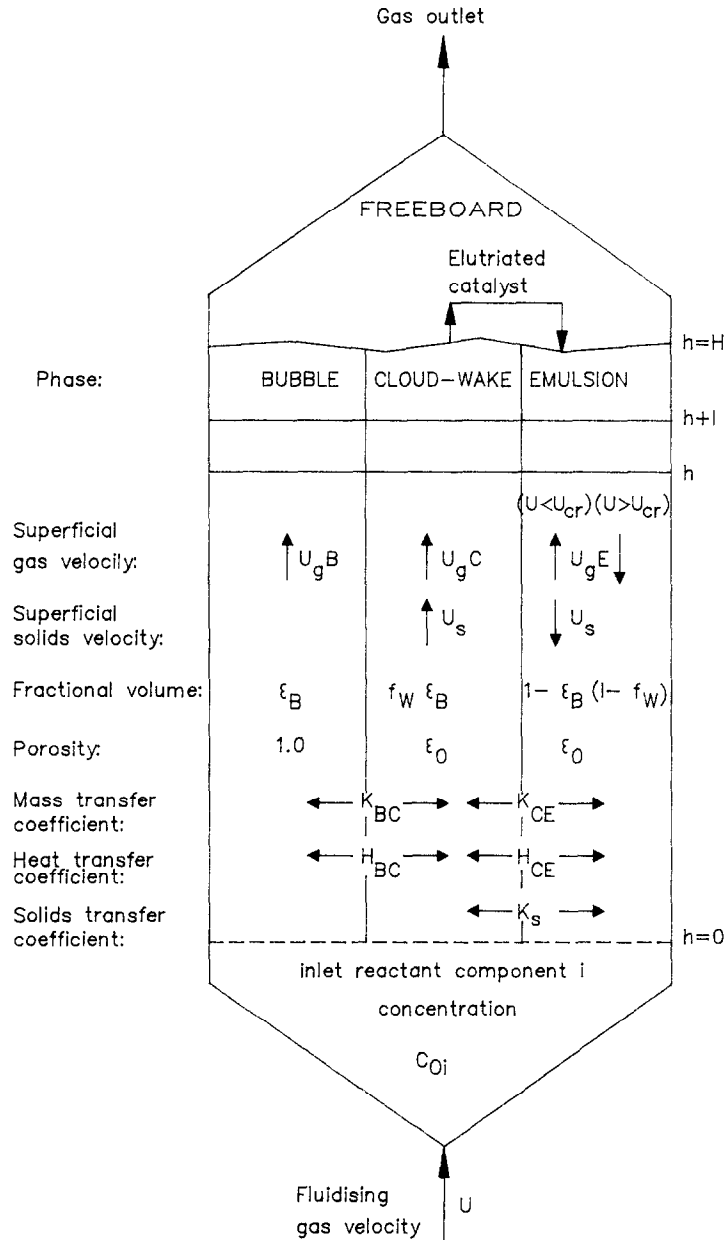 Gas outlet
FREEBOARD
Elutriated
catalyst
h=H
Phase: BUBBLE CLOUD-WAKE EMULSION
h+l
h
(U<Ucr)(U>Ucr)
Superficial
gas velocily: UgB UgC UgE
Superficial
solids velocity: Us Us
Fractional volume: εB fW εB 1- εB (l- fW)
Porosity: 1.0 ε0 ε0
Mass transfer
coefficient: KBC KCE
Heat transfer
coefficient: HBC HCE
Solids transfer
coefficient: Ks
h=0
inlet reactant component i
concentration
C0i
Fluidising
gas velocity U